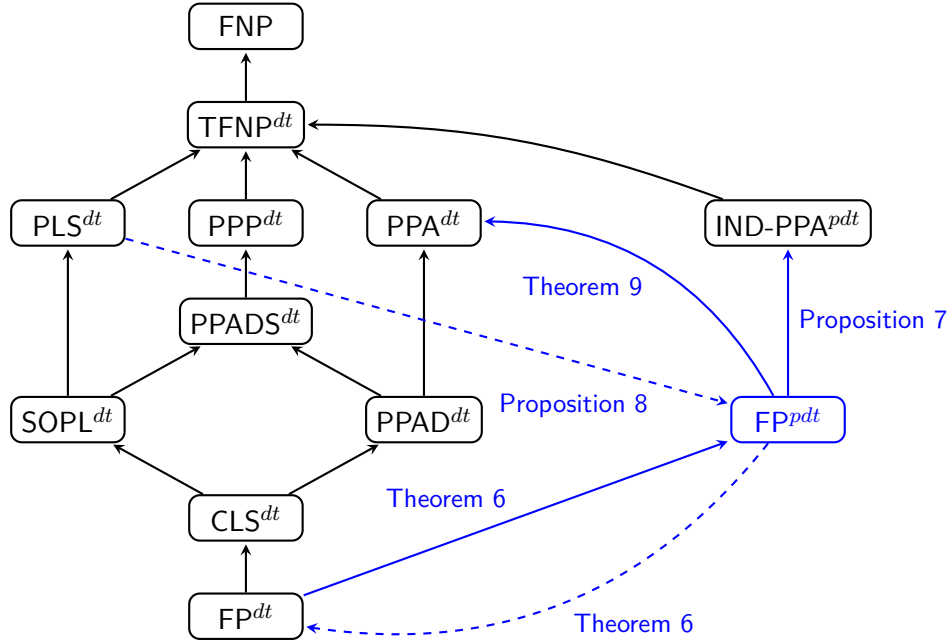 FNP
TFNP^{dt}
PLS^{dt}
PPP^{dt}
PPA^{dt}
IND-PPA^{pdt}
Theorem 9
Proposition 7
PPADS^{dt}
Proposition 8
SOPL^{dt}
PPAD^{dt}
FP^{pdt}
Theorem 6
CLS^{dt}
FP^{dt}
Theorem 6